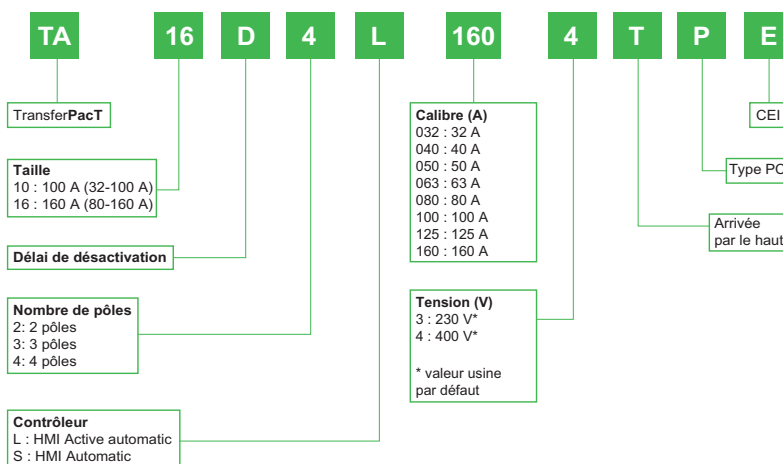 TA 16 D 4 L 160 4 T P E
TransferPacT
Taille
10 : 100 A (32-100 A)
16 : 160 A (80-160 A)
Délai de désactivation
Nombre de pôles
2: 2 pôles
3: 3 pôles
4: 4 pôles
Contrôleur
L : HMI Active automatic
S : HMI Automatic
Calibre (A)
032 : 32 A
040 : 40 A
050 : 50 A
063 : 63 A
080 : 80 A
100 : 100 A
125 : 125 A
160 : 160 A
Tension (V)
3 : 230 V*
4 : 400 V*
* valeur usine
par défaut
CEI
Type PC
Arrivée
par le haut